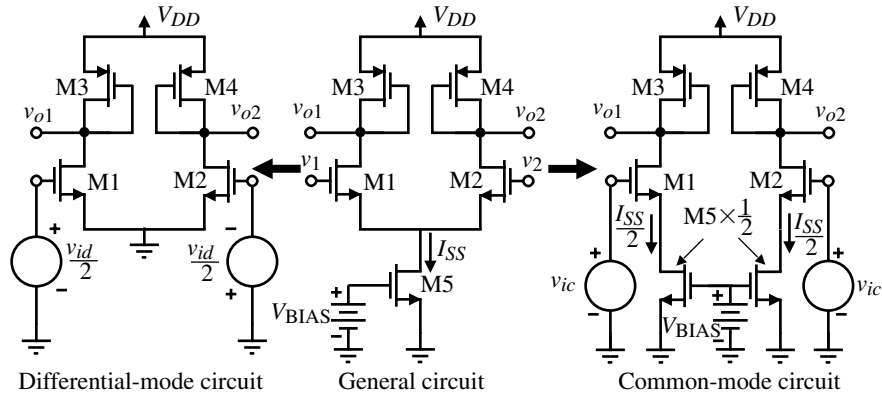 V_DD V_DD V_DD
M3 M4 M3 M4 M3 M4
v_o1 v_o2 v_o1 v_o2 v_o1 v_o2
v_1 v_2
M1 M2 M1 M2 M1 M2
+ − I_SS I_SS/2 M5×1/2 I_SS/2
v_id/2 v_id/2 M5 + +
− + + v_ic + v_ic
V_BIAS − V_BIAS −
− −
Differential-mode circuit General circuit Common-mode circuit